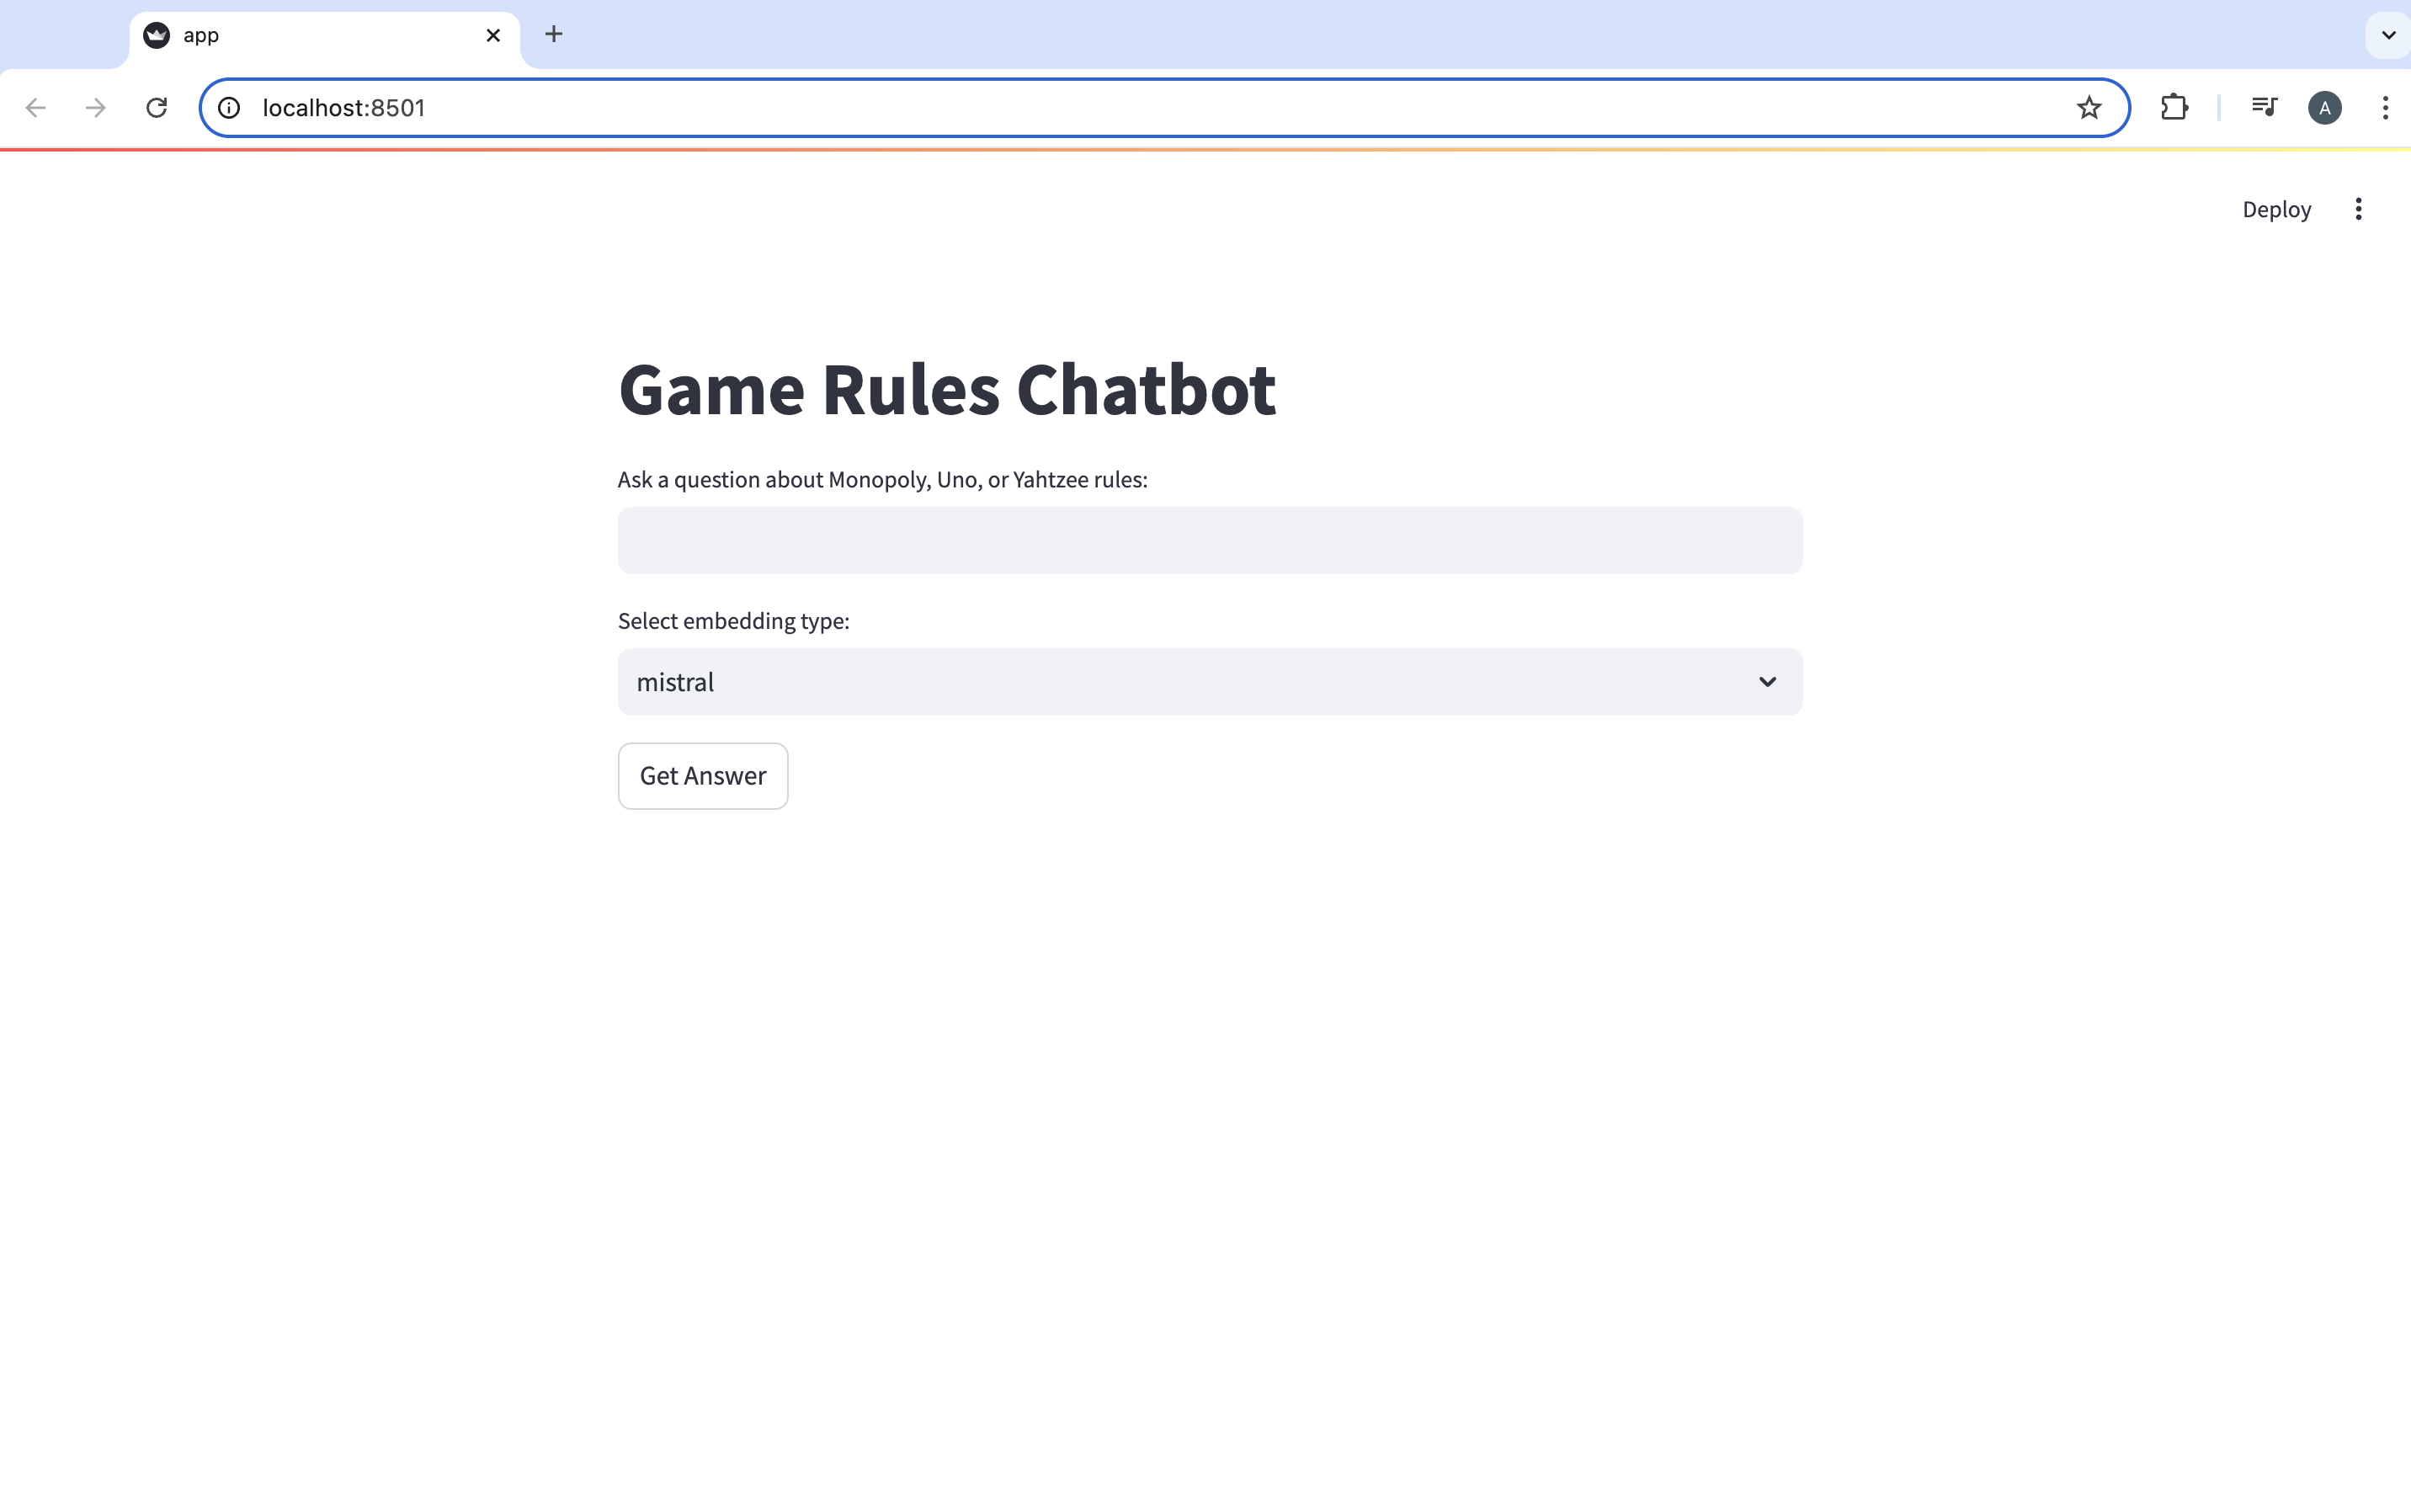 app
localhost:8501
A
Deploy
Game Rules Chatbot
Ask a question about Monopoly, Uno, or Yahtzee rules:
Select embedding type:
mistral
Get Answer